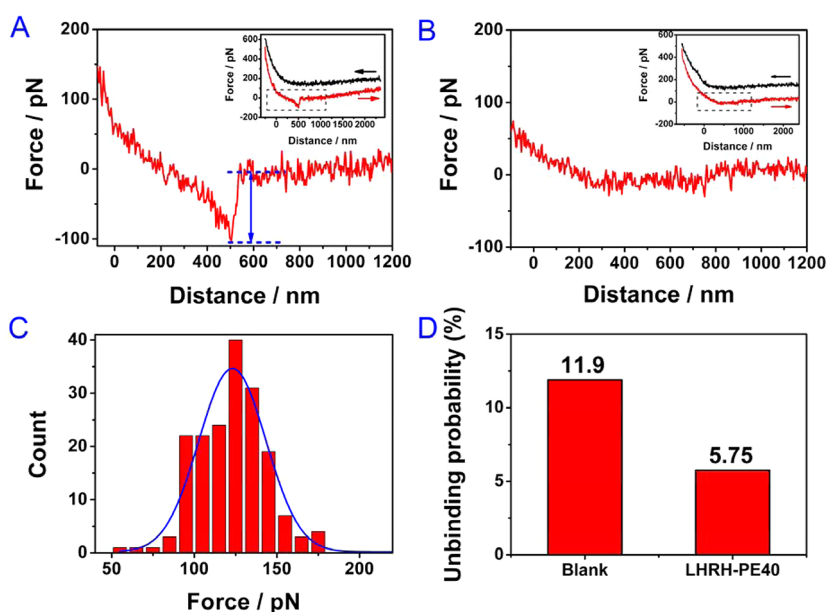 A
200
100
0
-100
Force / pN
0 200 400 600 800 1000 1200
Distance / nm
600
400
200
0
-200
Force / pN
0 500 1000 1500 2000
Distance / nm
B
200
100
0
-100
Force / pN
0 200 400 600 800 1000 1200
Distance / nm
600
400
200
0
-200
Force / pN
0 1000 2000
Distance / nm
C
40
30
20
10
0
Count
50 100 150 200
Force / pN
D
15
10
5
0
Unbinding probability (%)
11.9
5.75
Blank LHRH-PE40